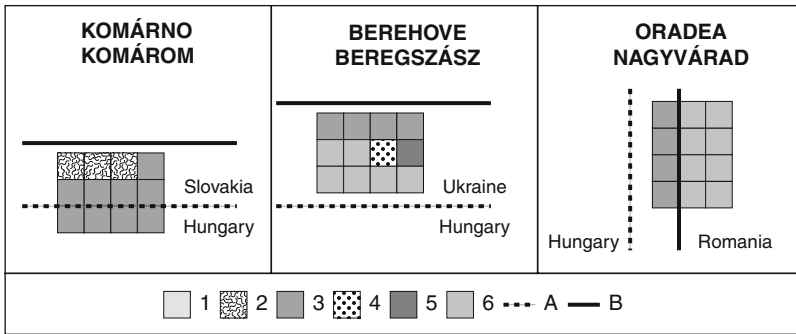 KOMÁRNO
KOMÁROM
Slovakia
Hungary
BEREHOVE
BEREGSZÁSZ
Ukraine
Hungary
ORADEA
NAGYVÁRAD
Hungary
Romania
1 2 3 4 5 6 A B